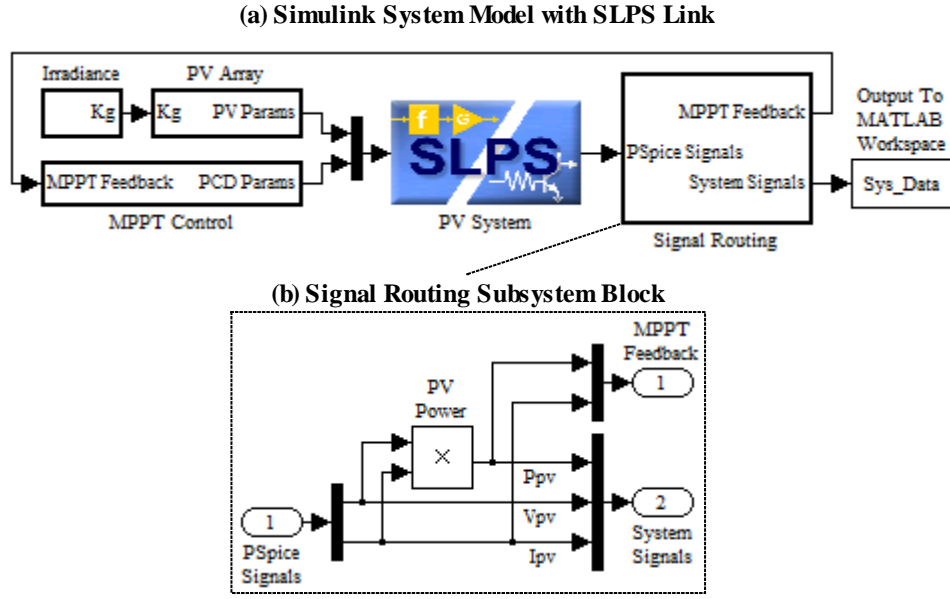 (a) Simulink System Model with SLPS Link
Irradiance
PV Array
Kg
Kg
PV Params
MPPT Feedback
PCD Params
MPPT Control
f
G
SLPS
PV System
MPPT Feedback
PSpice Signals
System Signals
Signal Routing
Output To
MATLAB
Workspace
Sys_Data
(b) Signal Routing Subsystem Block
MPPT
Feedback
1
PV
Power
×
Ppv
Vpv
Ipv
1
PSpice
Signals
2
System
Signals